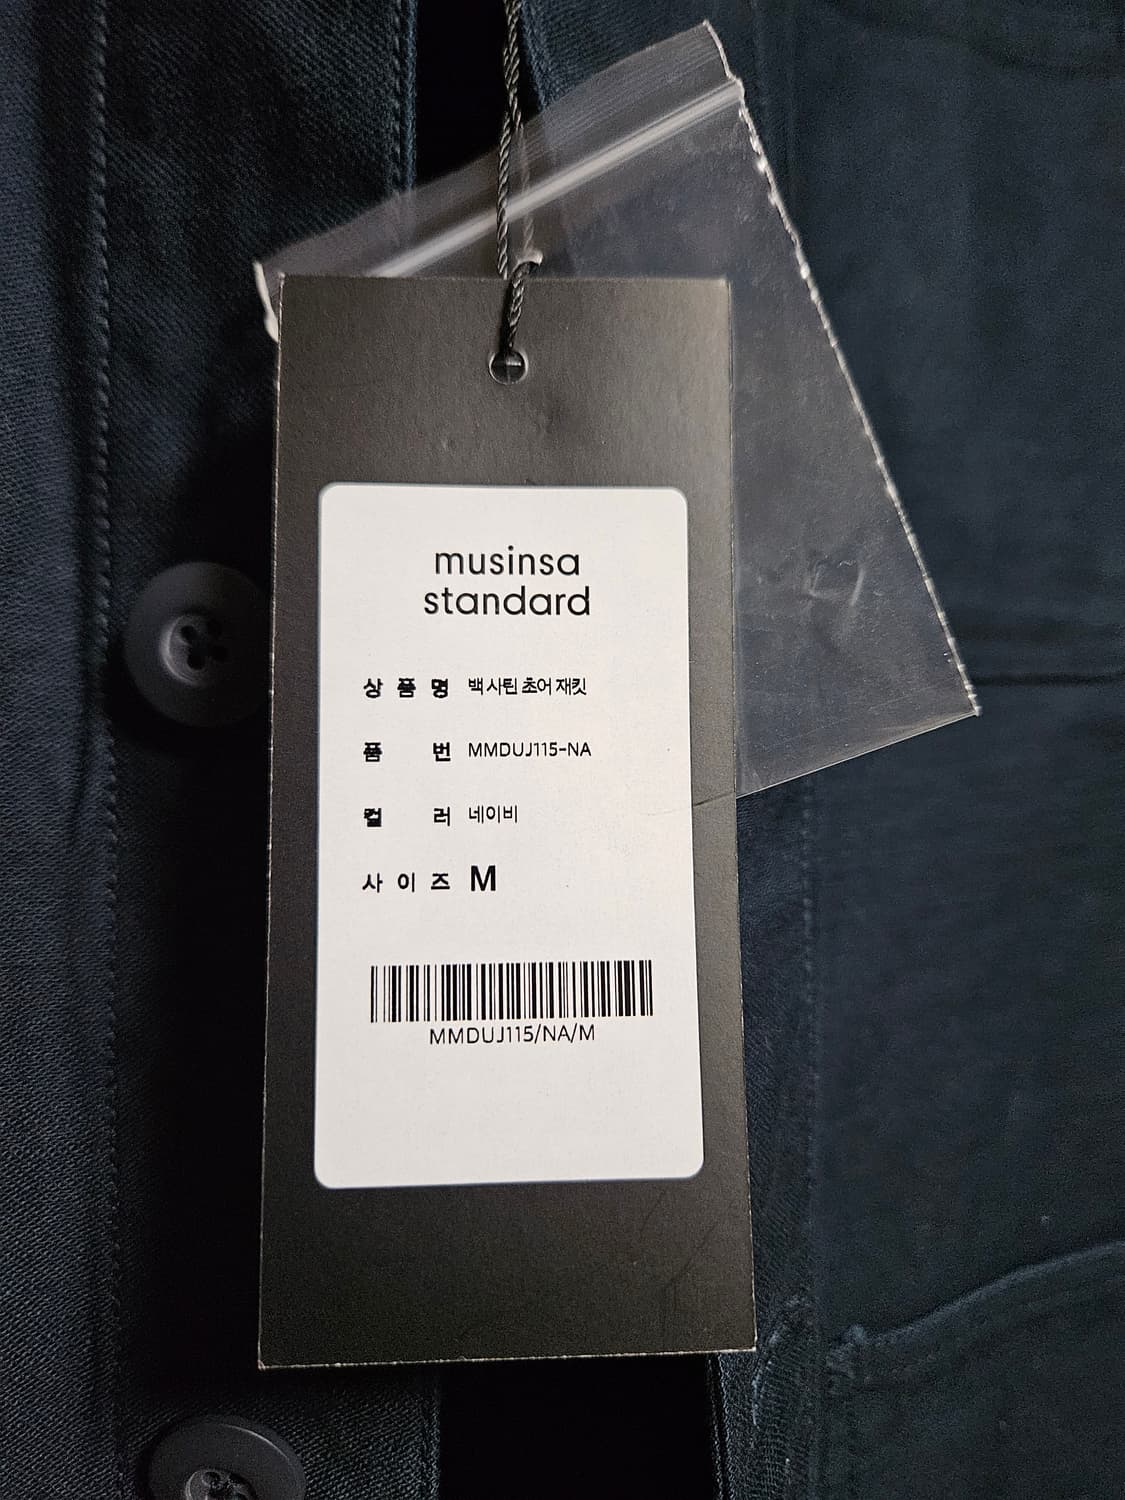 musinsa
standard
상 품 명 백 사틴 초어 재킷
품 번 MMDUJ115-NA
컬 러 네이비
사 이 즈 M
MMDUJ115/NA/M